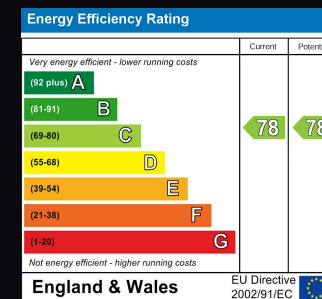 Energy Efficiency Rating
Current
Very energy efficient - lower running costs
(92 plus) A
(81-91) B
(69-80) C
78
(55-68) D
(39-54) E
(21-38) F
(1-20) G
Not energy efficient - higher running costs
England & Wales
EU Directive
2002/91/EC